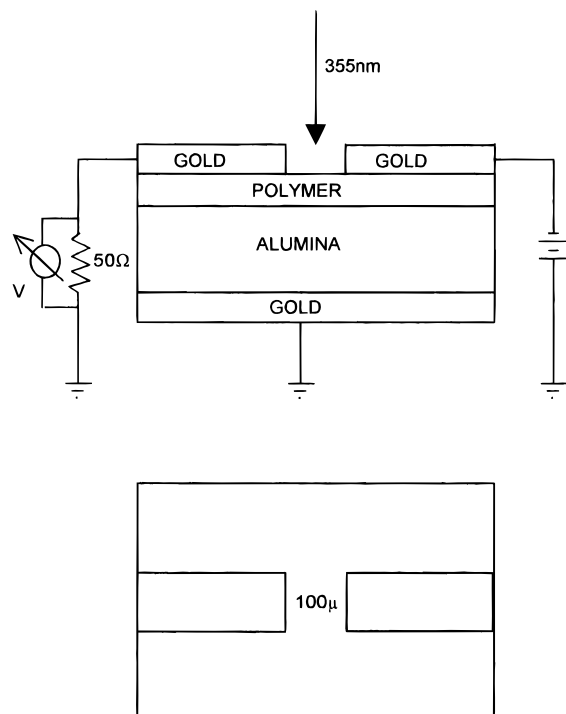 355nm
GOLD
GOLD
POLYMER
50Ω
V
ALUMINA
GOLD
100μ